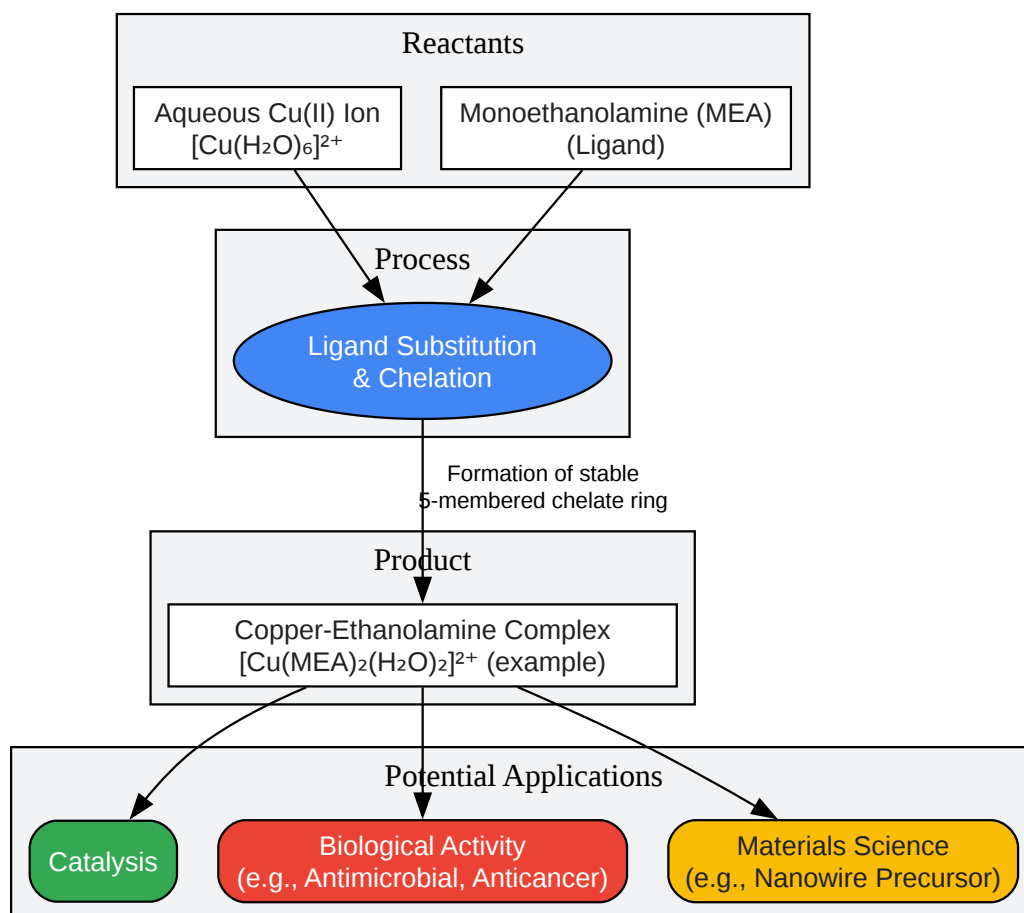 Reactants
Aqueous Cu(II) Ion
[Cu(H₂O)₆]²⁺
Monoethanolamine (MEA)
(Ligand)
Process
Ligand Substitution
& Chelation
Formation of stable
5-membered chelate ring
Product
Copper-Ethanolamine Complex
[Cu(MEA)₂(H₂O)₂]²⁺ (example)
Potential Applications
Catalysis
Biological Activity
(e.g., Antimicrobial, Anticancer)
Materials Science
(e.g., Nanowire Precursor)